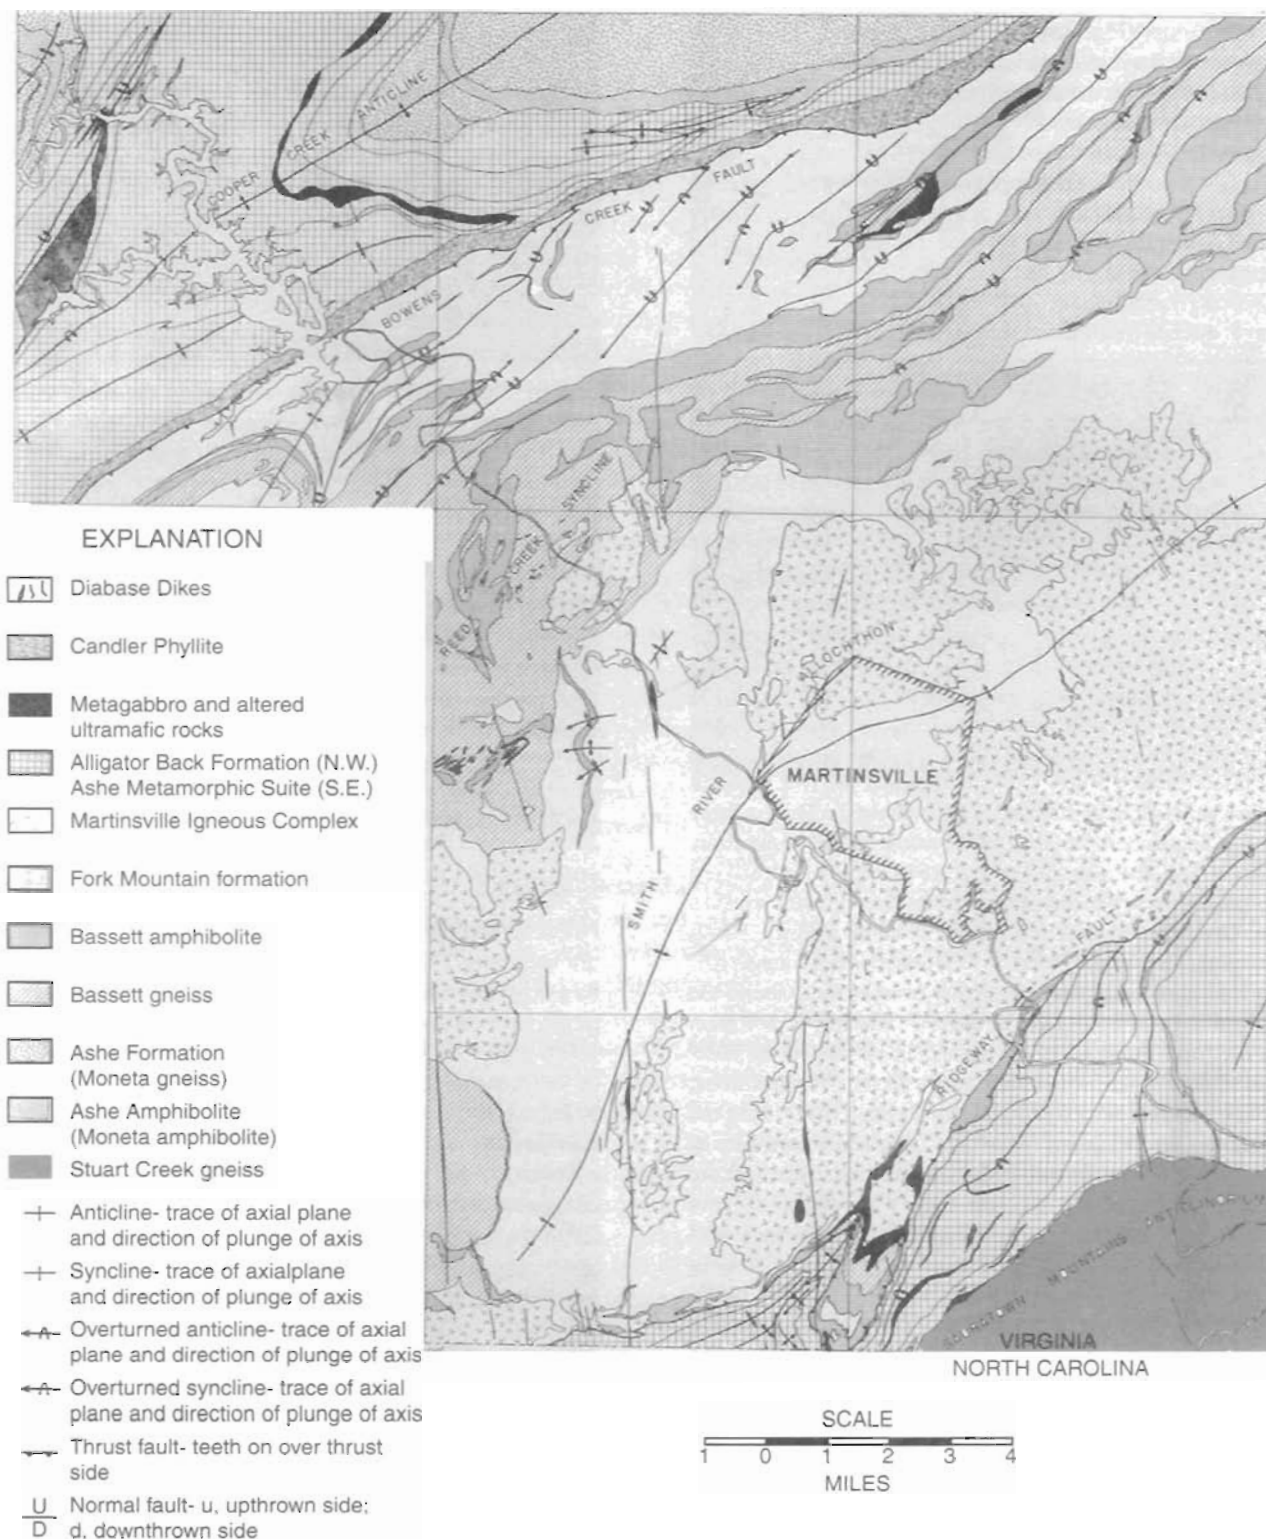 COOPER CREEK ANTICLINE
BOWENS CREEK FAULT
REED CREEK SYNCLINE
SMITH RIVER ALLOCHTHON
MARTINSVILLE
RIDGEWAY FAULT
SAURATOWN MOUNTAINS ANTICLINORIUM
VIRGINIA
NORTH CAROLINA
EXPLANATION
Diabase Dikes
Candler Phyllite
Metagabbro and altered
ultramafic rocks
Alligator Back Formation (N.W.)
Ashe Metamorphic Suite (S.E.)
Martinsville Igneous Complex
Fork Mountain formation
Bassett amphibolite
Bassett gneiss
Ashe Formation
(Moneta gneiss)
Ashe Amphibolite
(Moneta amphibolite)
Stuart Creek gneiss
Anticline- trace of axial plane
and direction of plunge of axis
Syncline- trace of axialplane
and direction of plunge of axis
Overturned anticline- trace of axial
plane and direction of plunge of axis
Overturned syncline- trace of axial
plane and direction of plunge of axis
Thrust fault- teeth on over thrust
side
U Normal fault- u, upthrown side;
D d, downthrown side
SCALE
1 0 1 2 3 4
MILES